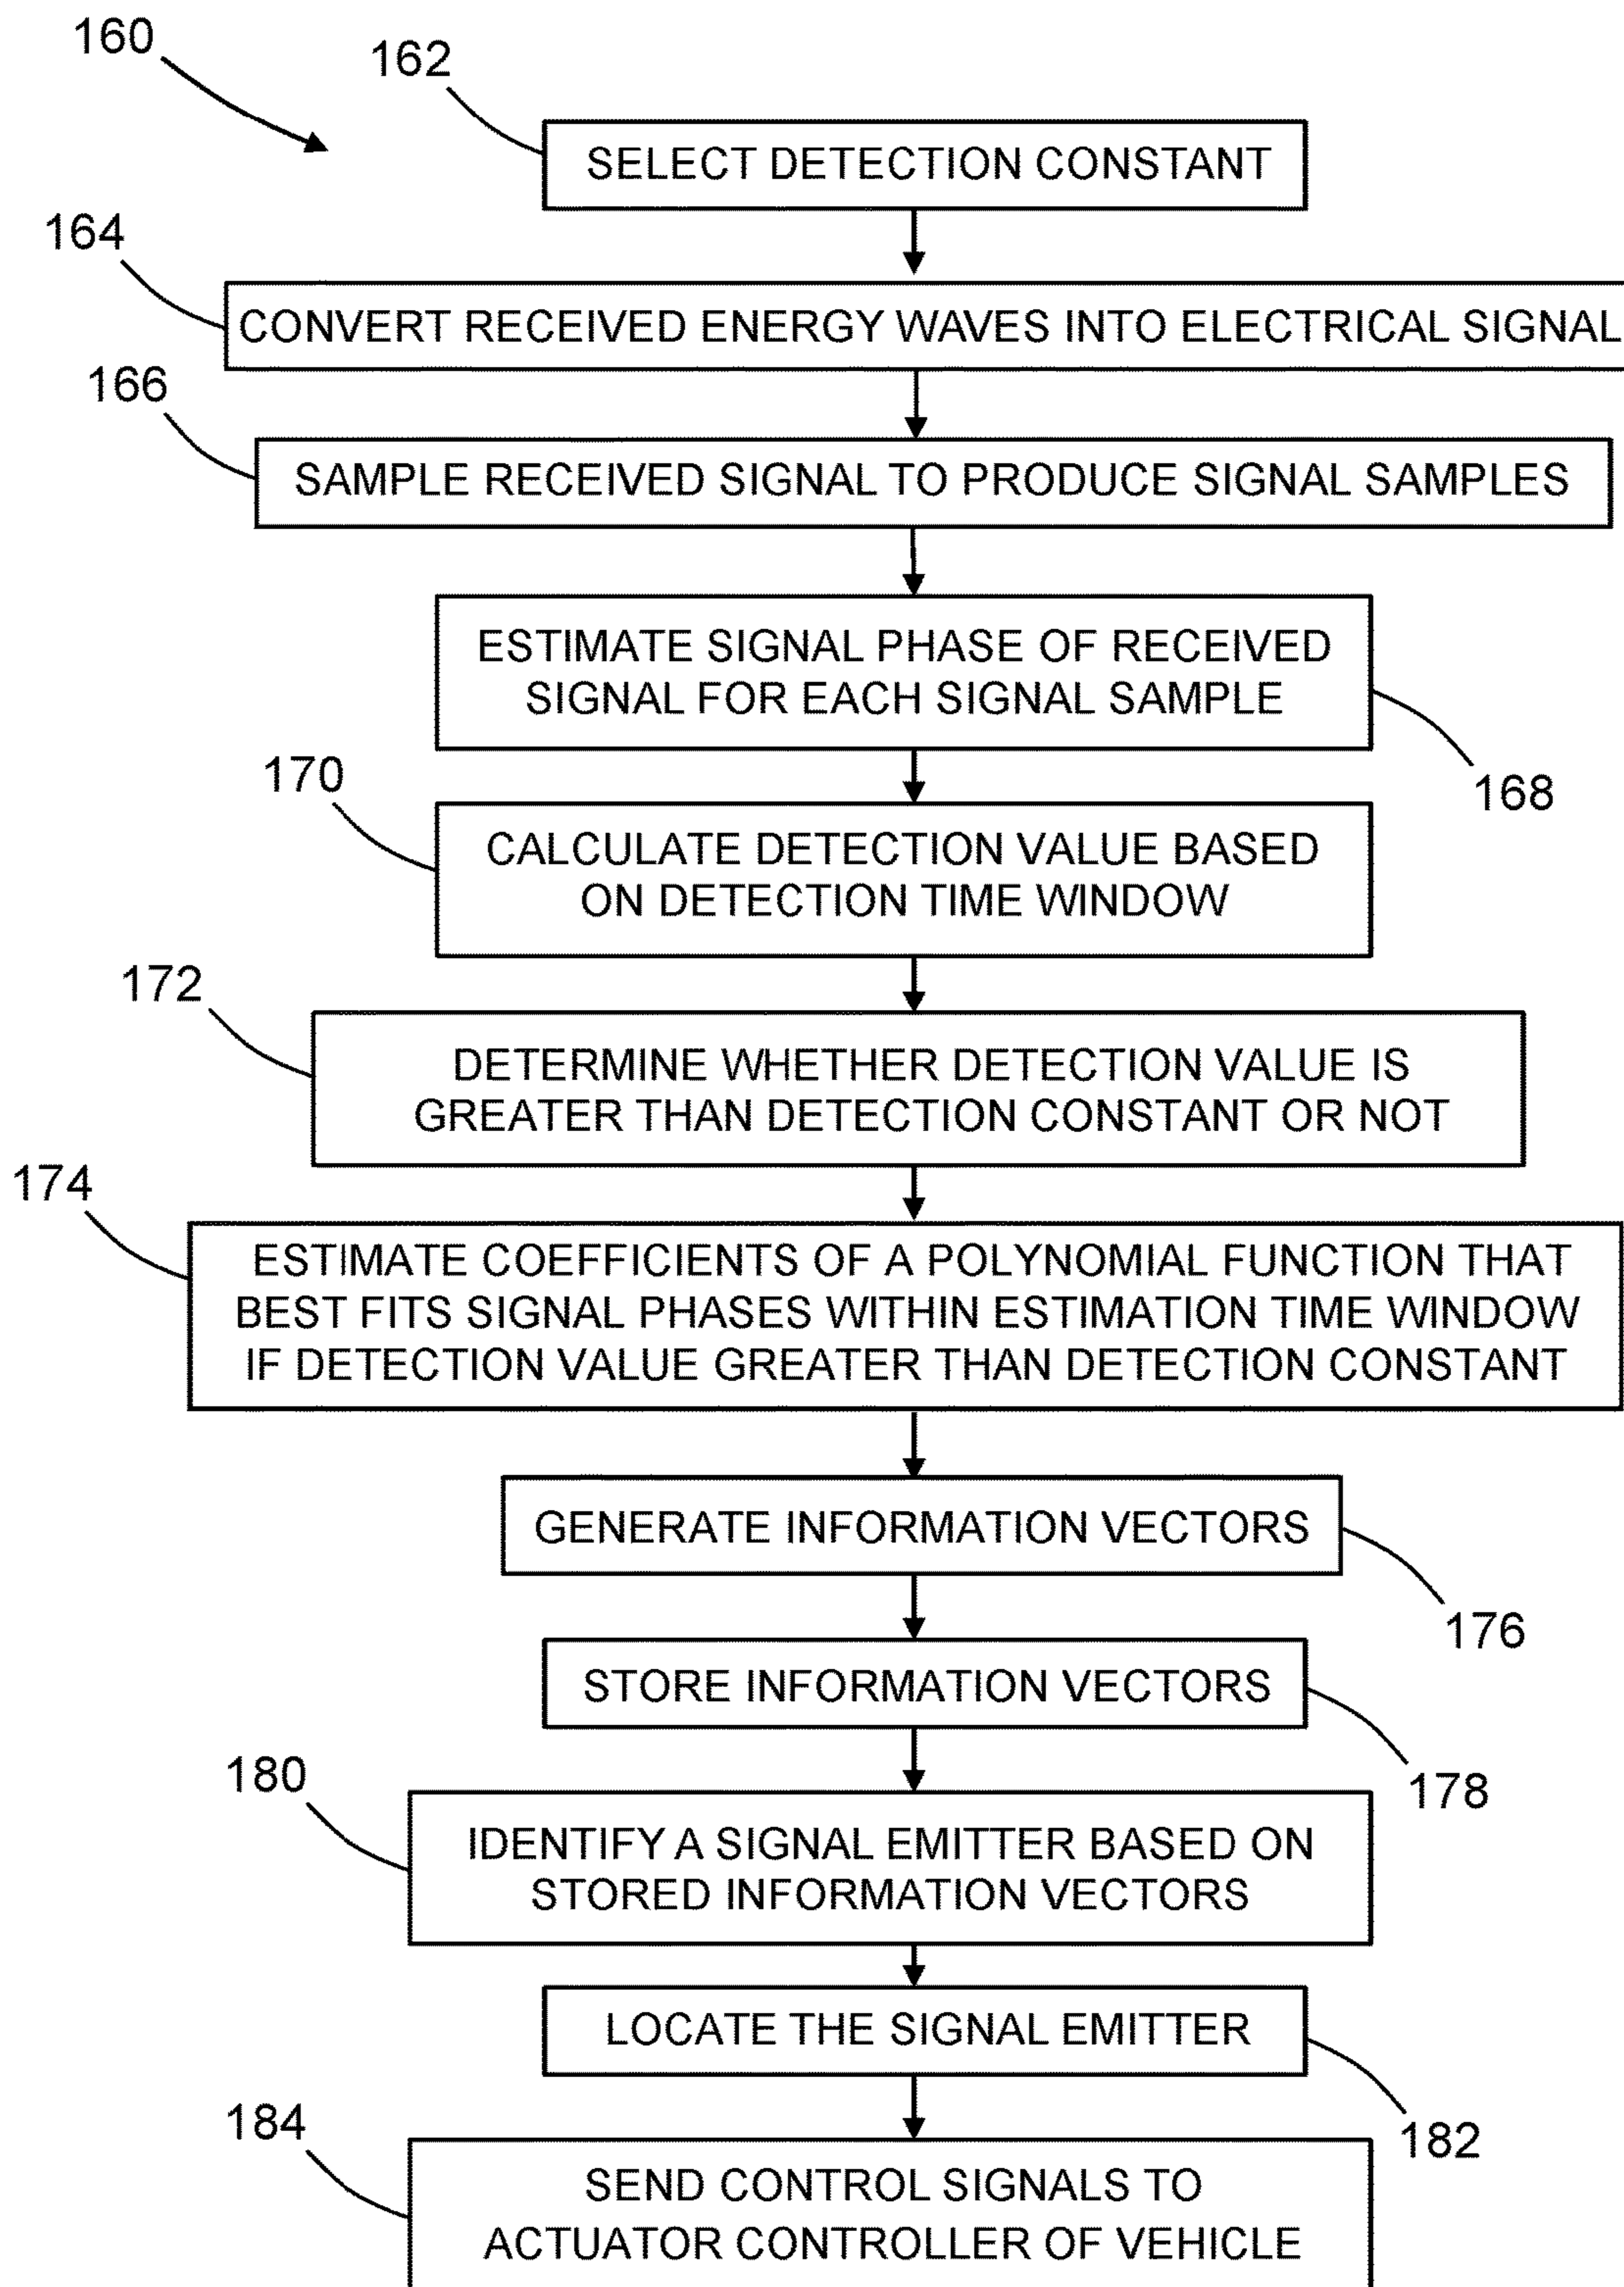 160
162
SELECT DETECTION CONSTANT
164
CONVERT RECEIVED ENERGY WAVES INTO ELECTRICAL SIGNAL
166
SAMPLE RECEIVED SIGNAL TO PRODUCE SIGNAL SAMPLES
ESTIMATE SIGNAL PHASE OF RECEIVED
SIGNAL FOR EACH SIGNAL SAMPLE
168
170
CALCULATE DETECTION VALUE BASED
ON DETECTION TIME WINDOW
172
DETERMINE WHETHER DETECTION VALUE IS
GREATER THAN DETECTION CONSTANT OR NOT
174
ESTIMATE COEFFICIENTS OF A POLYNOMIAL FUNCTION THAT
BEST FITS SIGNAL PHASES WITHIN ESTIMATION TIME WINDOW
IF DETECTION VALUE GREATER THAN DETECTION CONSTANT
GENERATE INFORMATION VECTORS
176
STORE INFORMATION VECTORS
178
180
IDENTIFY A SIGNAL EMITTER BASED ON
STORED INFORMATION VECTORS
LOCATE THE SIGNAL EMITTER
182
184
SEND CONTROL SIGNALS TO
ACTUATOR CONTROLLER OF VEHICLE